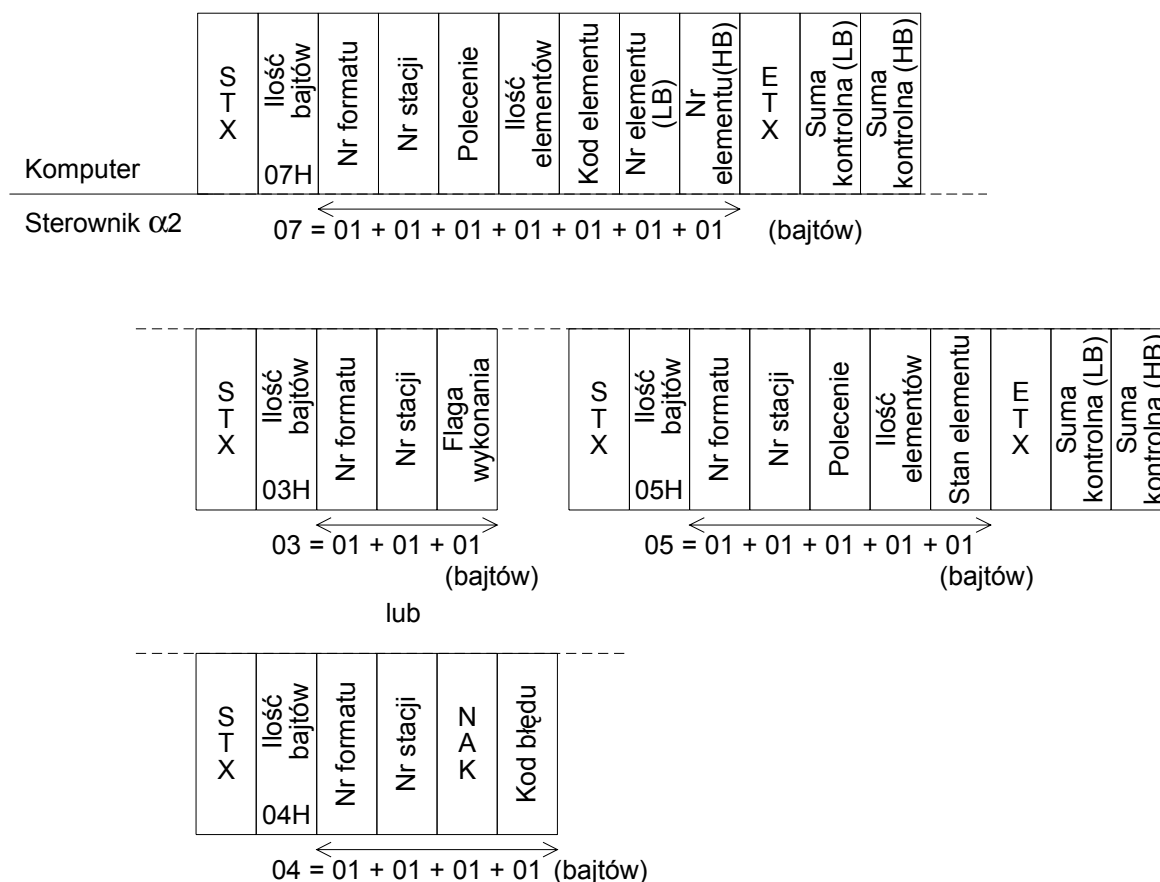 STX
Ilość bajtów
07H
Nr formatu
Nr stacji
Polecenie
Ilość elementów
Kod elementu
Nr elementu (LB)
Nr elementu(HB)
ETX
Suma kontrolna (LB)
Suma kontrolna (HB)
Komputer
Sterownik α2
07 = 01 + 01 + 01 + 01 + 01 + 01 + 01 (bajtów)
STX
Ilość bajtów
03H
Nr formatu
Nr stacji
Flaga wykonania
03 = 01 + 01 + 01
(bajtów)
STX
Ilość bajtów
05H
Nr formatu
Nr stacji
Polecenie
Ilość elementów
Stan elementu
ETX
Suma kontrolna (LB)
Suma kontrolna (HB)
05 = 01 + 01 + 01 + 01 + 01
(bajtów)
lub
STX
Ilość bajtów
04H
Nr formatu
Nr stacji
NAK
Kod błędu
04 = 01 + 01 + 01 + 01 (bajtów)